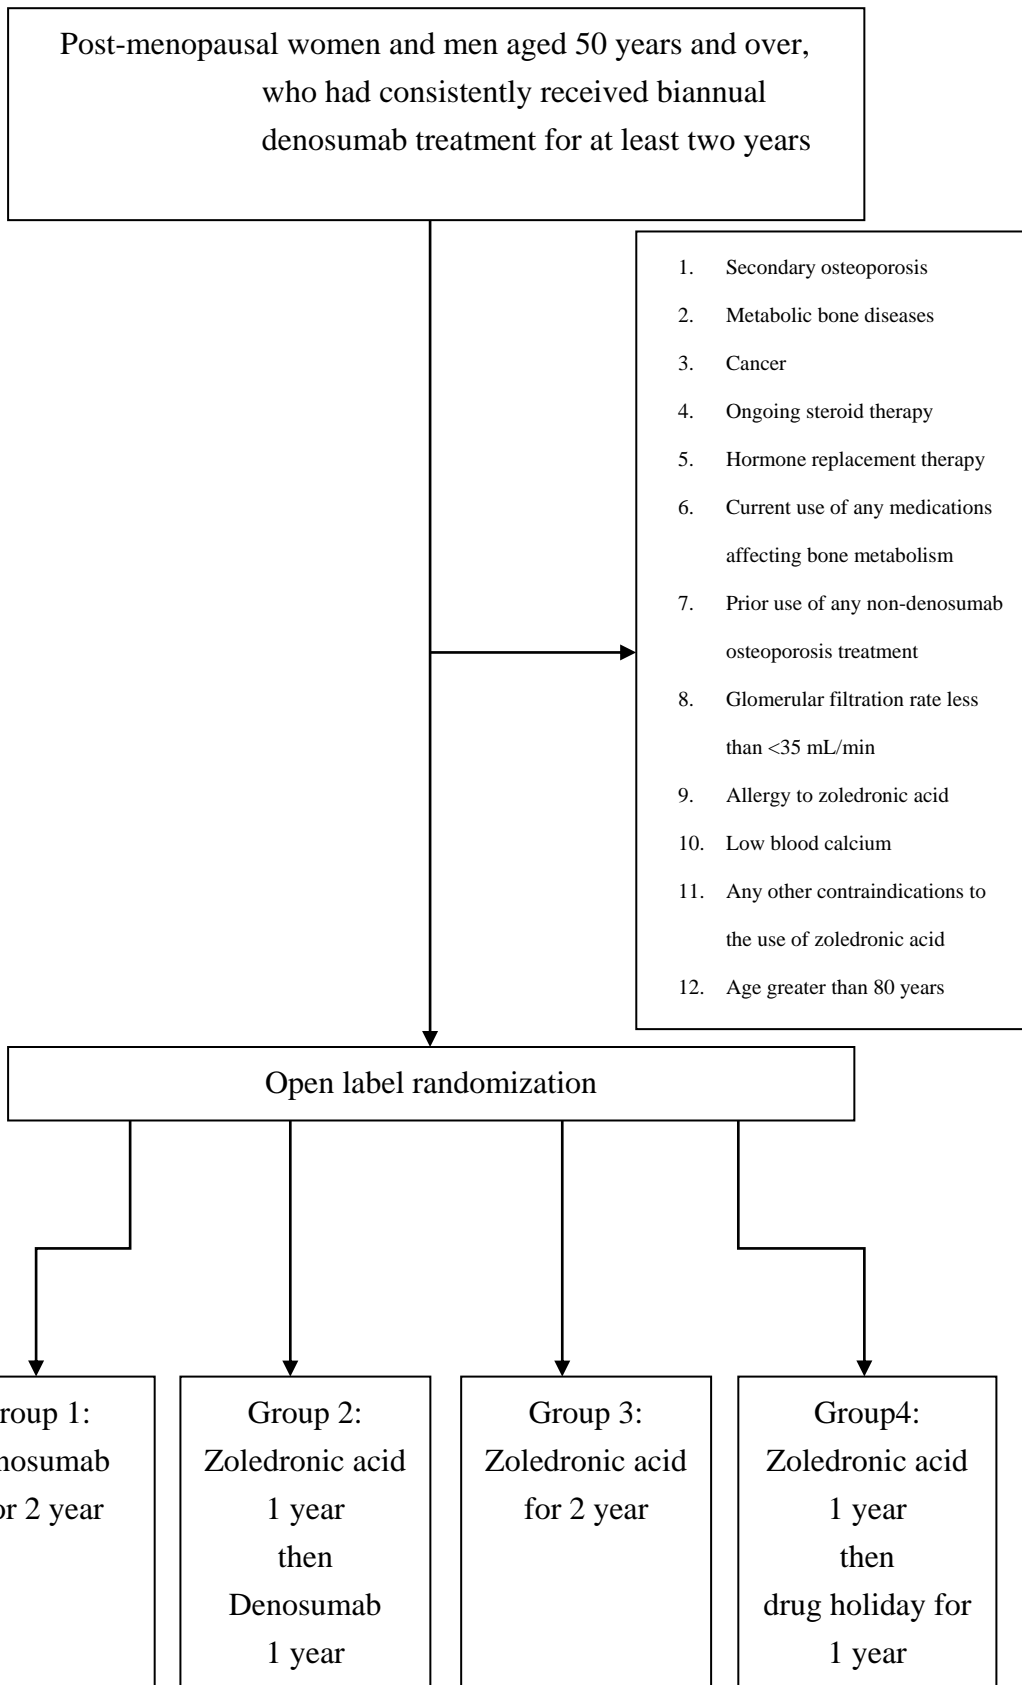 Post-menopausal women and men aged 50 years and over,
who had consistently received biannual
denosumab treatment for at least two years
1. Secondary osteoporosis
2. Metabolic bone diseases
3. Cancer
4. Ongoing steroid therapy
5. Hormone replacement therapy
6. Current use of any medications
affecting bone metabolism
7. Prior use of any non-denosumab
osteoporosis treatment
8. Glomerular filtration rate less
than <35 mL/min
9. Allergy to zoledronic acid
10. Low blood calcium
11. Any other contraindications to
the use of zoledronic acid
12. Age greater than 80 years
Open label randomization
roup 1:
nosumab
or 2 year
Group 2:
Zoledronic acid
1 year
then
Denosumab
1 year
Group 3:
Zoledronic acid
for 2 year
Group4:
Zoledronic acid
1 year
then
drug holiday for
1 year